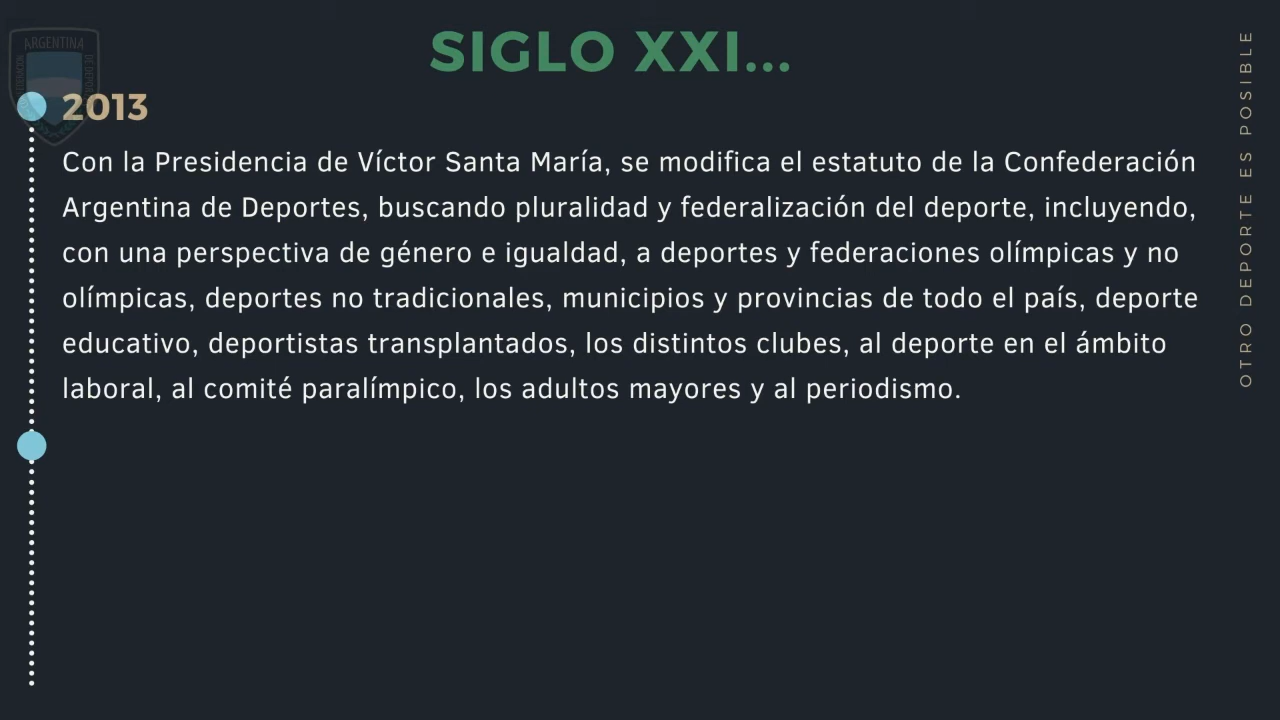 SIGLO XXI...
ARGENTINA
2013
Con la Presidencia de Víctor Santa María, se modifica el estatuto de la Confederación
Argentina de Deportes, buscando pluralidad y federalización del deporte, incluyendo,
con una perspectiva de género e igualdad, a deportes y federaciones olímpicas y no
olímpicas, deportes no tradicionales, municipios y provincias de todo el país, deporte
educativo, deportistas transplantados, los distintos clubes, al deporte en el ámbito
laboral, al comité paralímpico, los adultos mayores y al periodismo.
OTRO DEPORTE ES POSIBLE